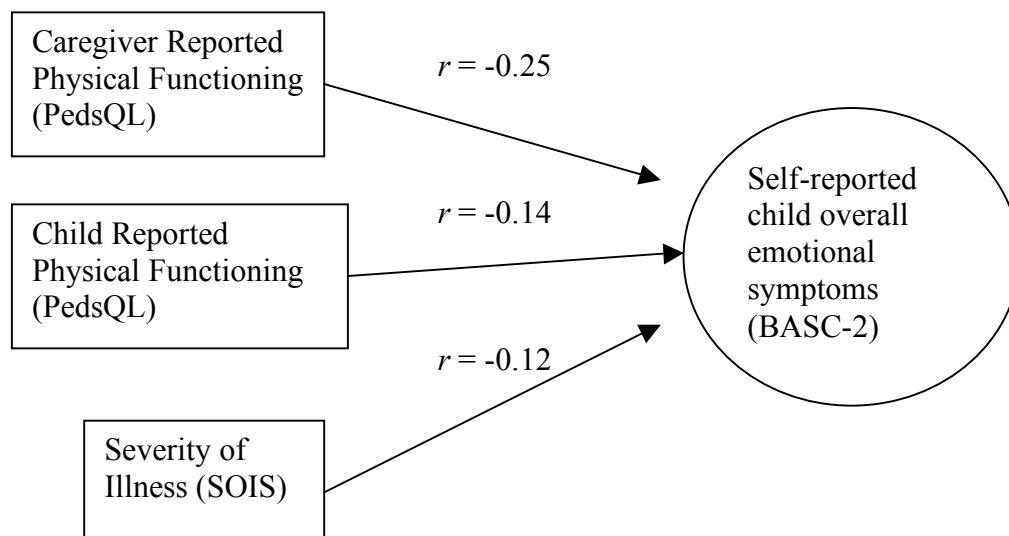 Caregiver Reported
Physical Functioning
(PedsQL)
r = -0.25
Self-reported
child overall
emotional
symptoms
(BASC-2)
Child Reported
Physical Functioning
(PedsQL)
r = -0.14
r = -0.12
Severity of
Illness (SOIS)